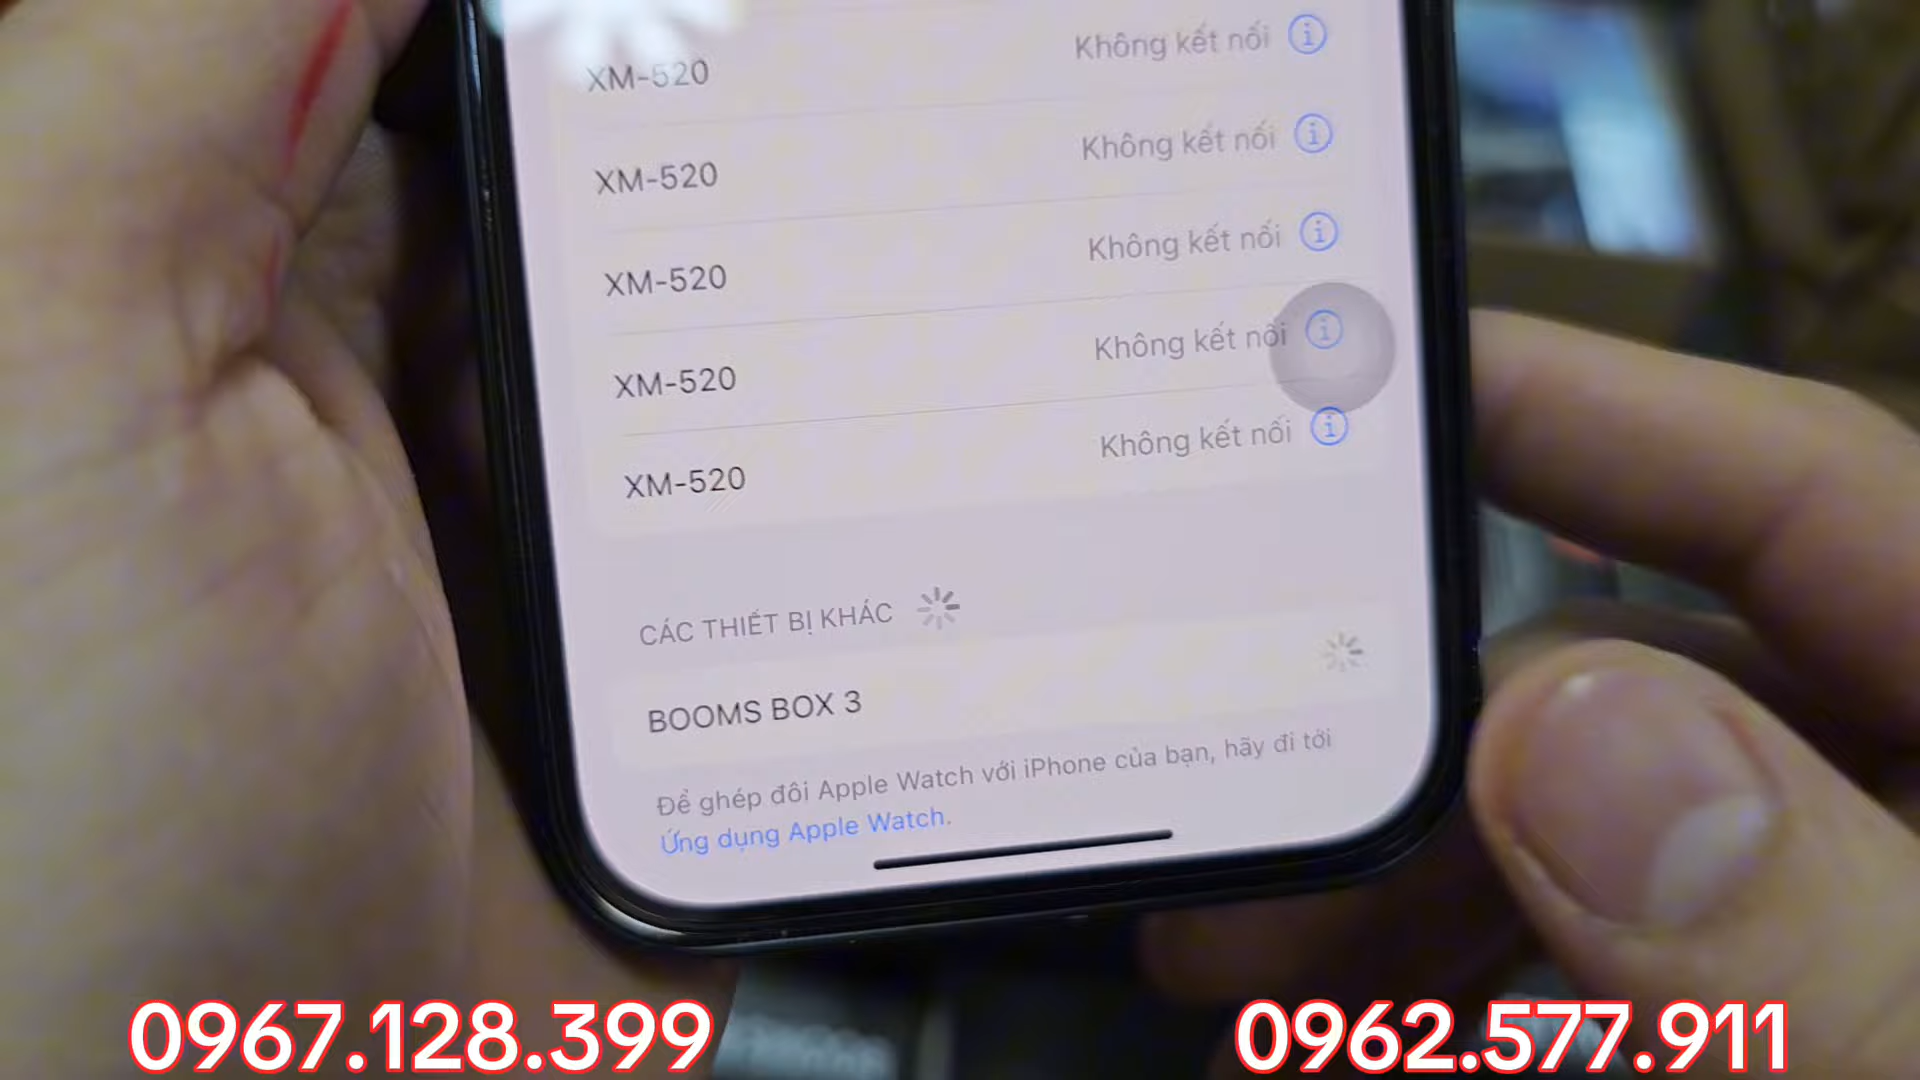 XM-520 Không kết nối
XM-520 Không kết nối
XM-520 Không kết nối
XM-520 Không kết nối
XM-520 Không kết nối
CÁC THIẾT BỊ KHÁC
BOOMS BOX 3
Để ghép đôi Apple Watch với iPhone của bạn, hãy đi tới
Ứng dụng Apple Watch.
0967.128.399
0962.577.911